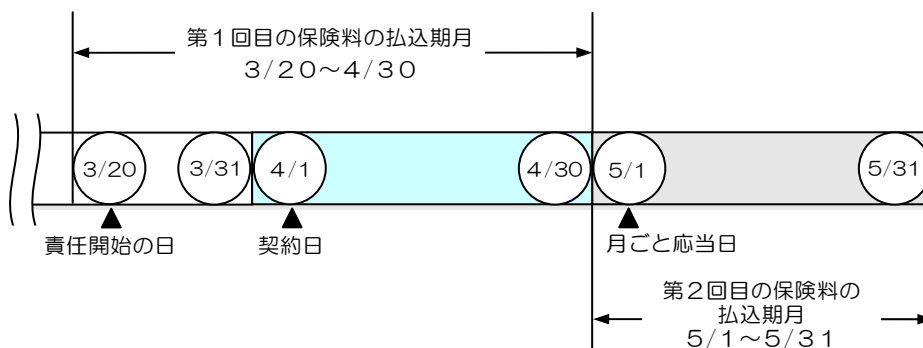 第１回目の保険料の払込期月
３/２０～４/３０
3/20
3/31
4/1
4/30
5/1
5/31
責任開始の日
契約日
月ごと応当日
第２回目の保険料の
払込期月
５/１～５/３１